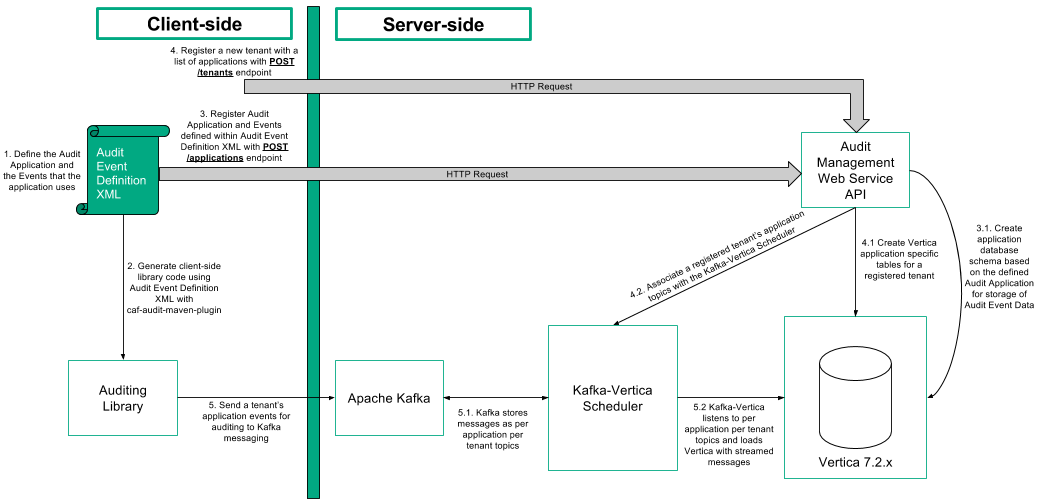 Client-side
Server-side
4. Register a new tenant with a
list of applications with POST
/tenants endpoint
HTTP Request
3. Register Audit
Application and Events
defined within Audit Event
Definition XML with POST
/applications endpoint
1. Define the Audit
Application and
the Events that the
application uses
Audit
Event
Definition
XML
HTTP Request
Audit
Management
Web Service
API
4.2. Associate a registered tenant's application
topics with the Kafka-Vertica Scheduler
4.1 Create Vertica
application specific
tables for a
registered tenant
3.1. Create
application
database
schema based
on the defined
Audit Application
for storage of
Audit Event Data
2. Generate client-side
library code using
Audit Event Definition
XML with
caf-audit-maven-plugin
Auditing
Library
5. Send a tenant's
application events for
auditing to Kafka
messaging
Apache Kafka
5.1. Kafka stores
messages as per
application per
tenant topics
Kafka-Vertica
Scheduler
5.2 Kafka-Vertica
listens to per
application per tenant
topics and loads
Vertica with streamed
messages
Vertica 7.2.x